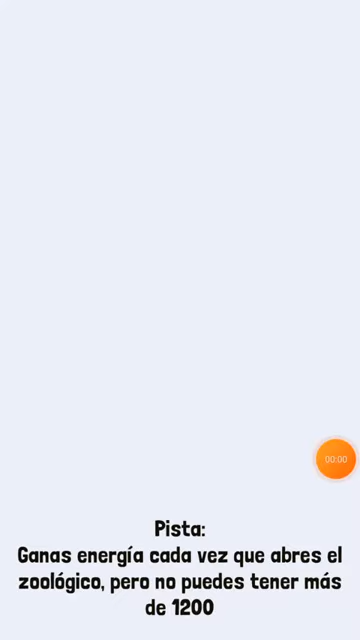 00:00
Pista:
Ganas energía cada vez que abres el
zoológico, pero no puedes tener más
de 1200